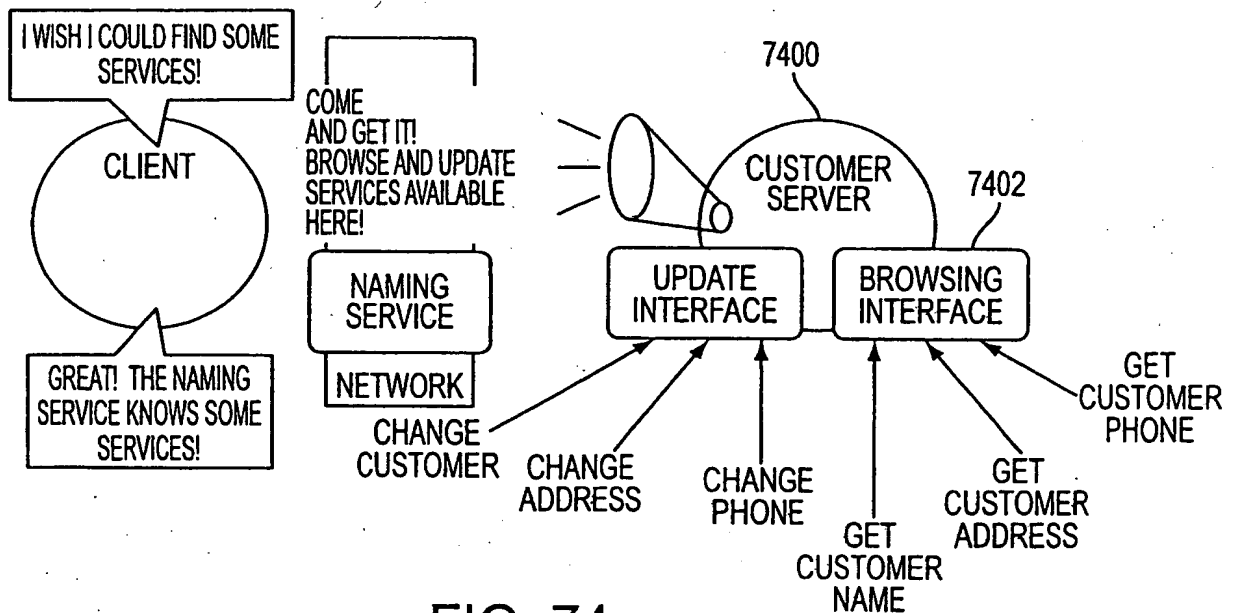 I WISH I COULD FIND SOME
SERVICES!
CLIENT
GREAT! THE NAMING
SERVICE KNOWS SOME
SERVICES!
COME
AND GET IT!
BROWSE AND UPDATE
SERVICES AVAILABLE
HERE!
NAMING
SERVICE
NETWORK
7400
CUSTOMER
SERVER
7402
UPDATE
INTERFACE
BROWSING
INTERFACE
CHANGE
CUSTOMER
CHANGE
ADDRESS
CHANGE
PHONE
GET
CUSTOMER
NAME
GET
CUSTOMER
ADDRESS
GET
CUSTOMER
PHONE
FIG. 74